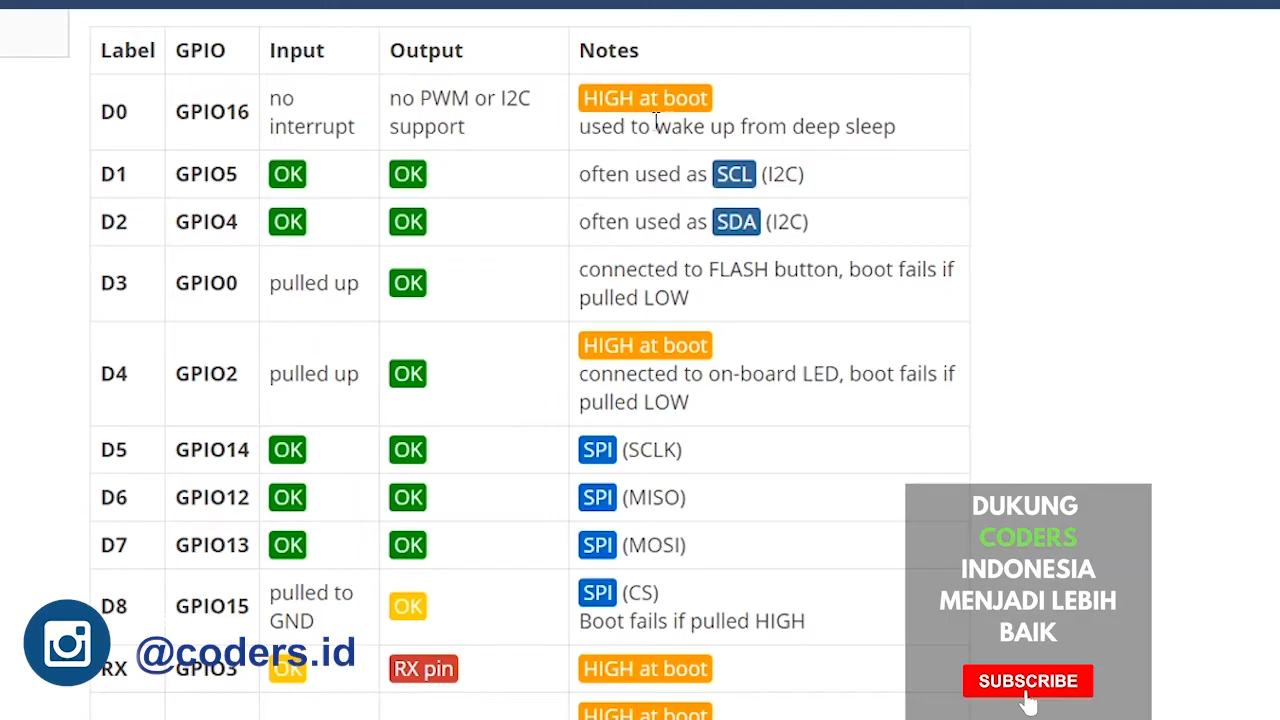 Label GPIO Input Output Notes
D0 GPIO16 no interrupt no PWM or I2C support HIGH at boot used to wake up from deep sleep
D1 GPIO5 OK OK often used as SCL (I2C)
D2 GPIO4 OK OK often used as SDA (I2C)
D3 GPIO0 pulled up OK connected to FLASH button, boot fails if pulled LOW
D4 GPIO2 pulled up OK HIGH at boot connected to on-board LED, boot fails if pulled LOW
D5 GPIO14 OK OK SPI (SCLK)
D6 GPIO12 OK OK SPI (MISO)
D7 GPIO13 OK OK SPI (MOSI)
D8 GPIO15 pulled to GND OK SPI (CS) Boot fails if pulled HIGH
RX GPIO3 OK RX pin HIGH at boot
HIGH at boot
@coders.id
DUKUNG
CODERS
INDONESIA
MENJADI LEBIH
BAIK
SUBSCRIBE